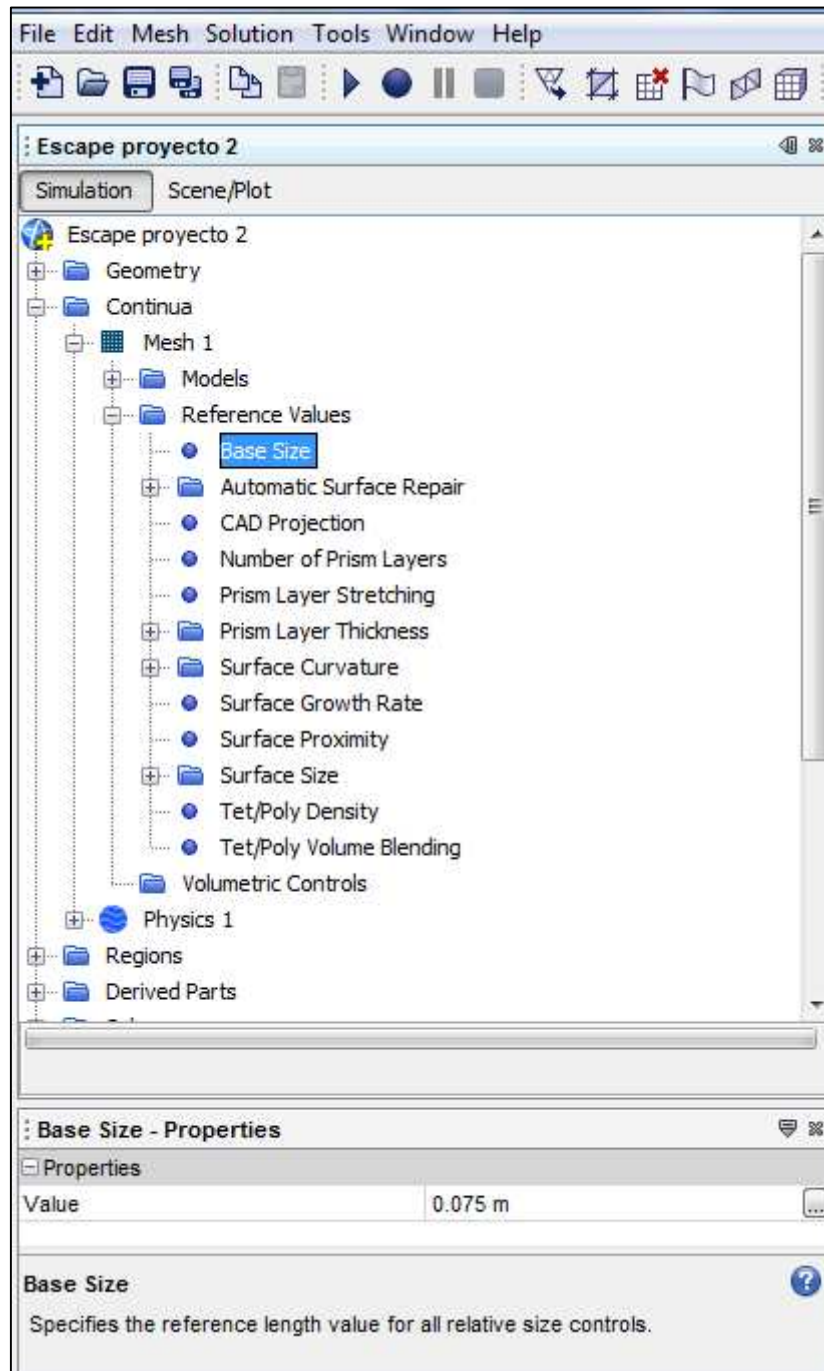 File Edit Mesh Solution Tools Window Help
Escape proyecto 2
Simulation Scene/Plot
Escape proyecto 2
Geometry
Continua
Mesh 1
Models
Reference Values
Base Size
Automatic Surface Repair
CAD Projection
Number of Prism Layers
Prism Layer Stretching
Prism Layer Thickness
Surface Curvature
Surface Growth Rate
Surface Proximity
Surface Size
Tet/Poly Density
Tet/Poly Volume Blending
Volumetric Controls
Physics 1
Regions
Derived Parts
Base Size - Properties
Properties
Value 0.075 m ...
Base Size
Specifies the reference length value for all relative size controls.